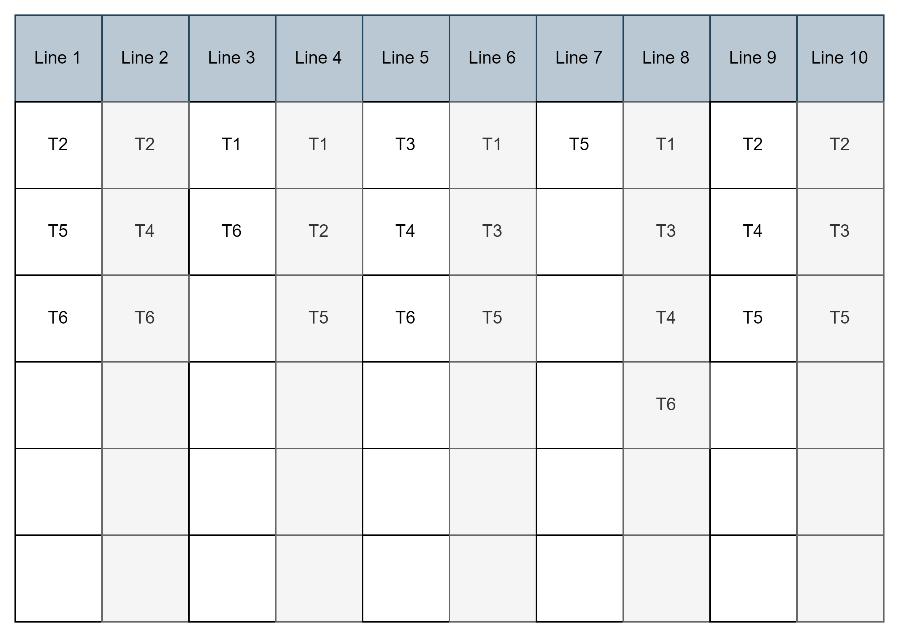 Line 1 Line 2 Line 3 Line 4 Line 5 Line 6 Line 7 Line 8 Line 9 Line 10
T2 T2 T1 T1 T3 T1 T5 T1 T2 T2
T5 T4 T6 T2 T4 T3 T3 T4 T3
T6 T6 T5 T6 T5 T4 T5 T5
T6